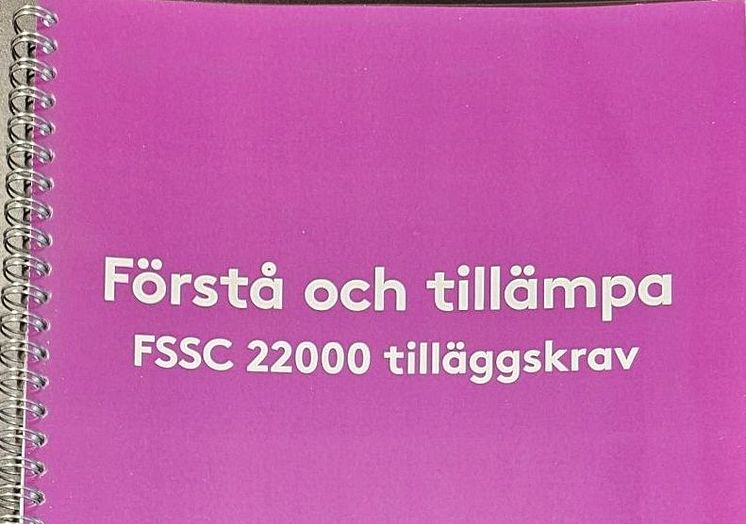 Förstå och tillämpa
FSSC 22000 tilläggskrav